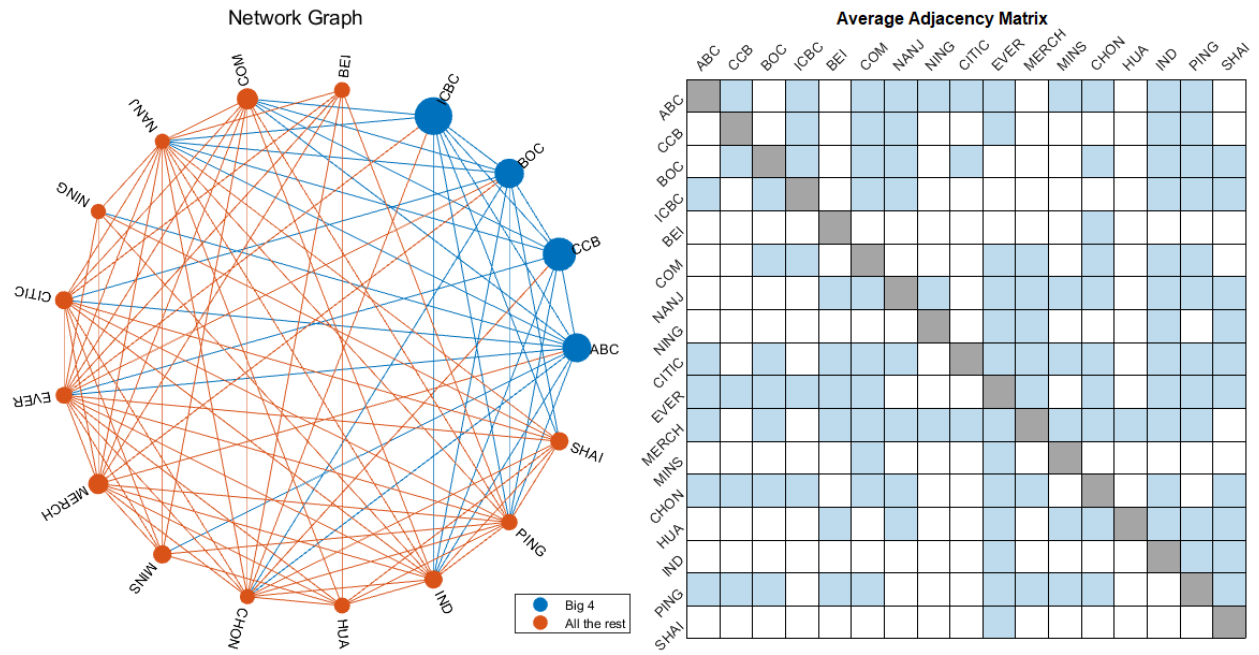 Network Graph
BEI
COM
ICBC
NANJ
BOC
NING
CCB
CITIC
ABC
EVER
SHAI
MERCH
PING
MINS
IND
CHON
HUA
Big 4
All the rest
Average Adjacency Matrix
ABC CCB BOC ICBC BEI COM NANJ NING CITIC EVER MERCH MINS CHON HUA IND PING SHAI
ABC
CCB
BOC
ICBC
BEI
COM
NANJ
NING
CITIC
EVER
MERCH
MINS
CHON
HUA
IND
PING
SHAI